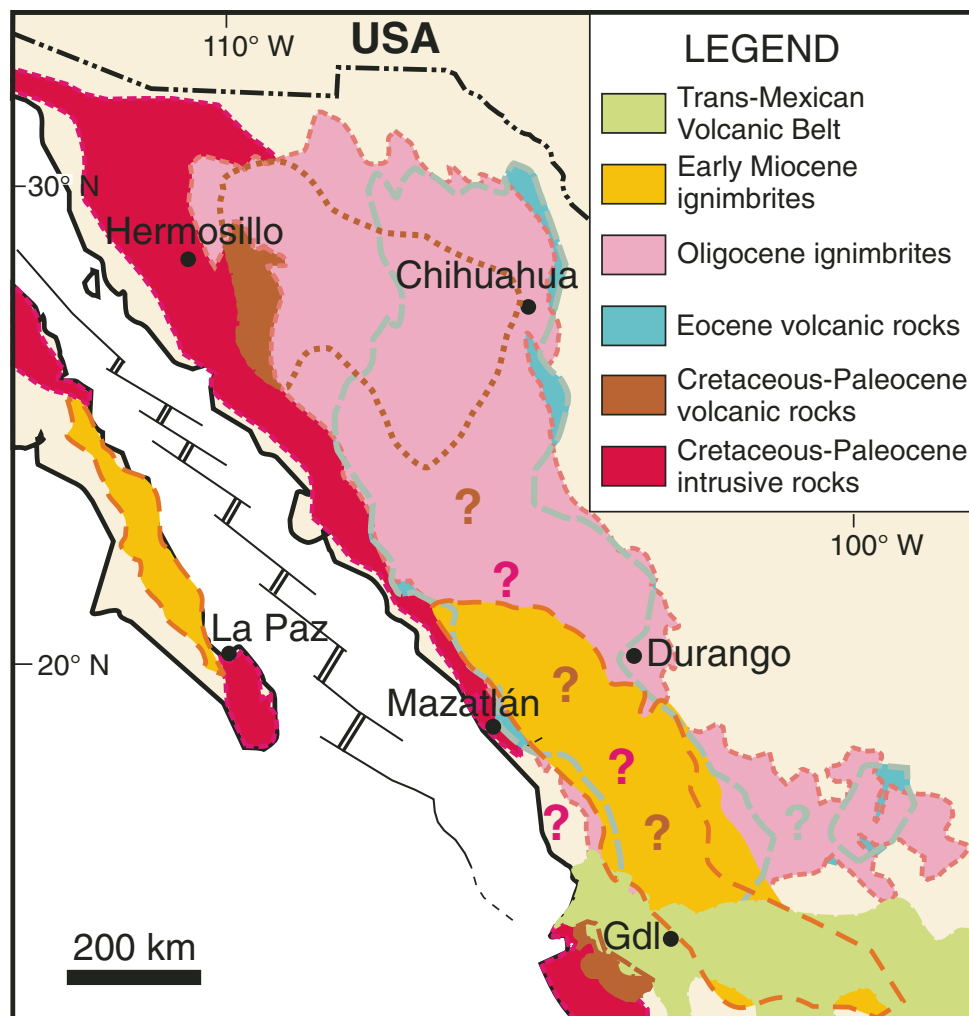 110° W
USA
30° N
Hermosillo
Chihuahua
?
?
La Paz
20° N
Durango
?
Mazatlán
?
?
?
?
Gdl
200 km
100° W
LEGEND
Trans-Mexican
Volcanic Belt
Early Miocene
ignimbrites
Oligocene ignimbrites
Eocene volcanic rocks
Cretaceous-Paleocene
volcanic rocks
Cretaceous-Paleocene
intrusive rocks